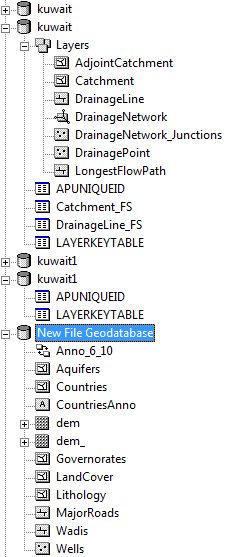 kuwait
kuwait
Layers
AdjointCatchment
Catchment
DrainageLine
DrainageNetwork
DrainageNetwork_Junctions
DrainagePoint
LongestFlowPath
APUNIQUEID
Catchment_FS
DrainageLine_FS
LAYERKEYTABLE
kuwait1
kuwait1
APUNIQUEID
LAYERKEYTABLE
New File Geodatabase
Anno_6_10
Aquifers
Countries
CountriesAnno
dem
dem_
Governorates
LandCover
Lithology
MajorRoads
Wadis
Wells